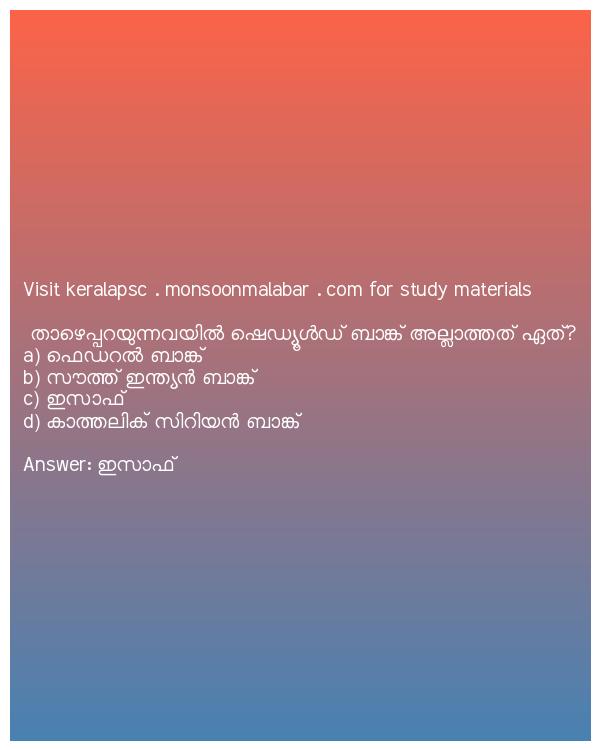 Visit keralapsc . monsoonmalabar . com for study materials
താഴെപ്പറയുന്നവയിൽ ഷെഡ്യൂൾഡ് ബാങ്ക് അല്ലാത്തത് ഏത്?
a) ഫെഡറൽ ബാങ്ക്
b) സൗത്ത് ഇന്ത്യൻ ബാങ്ക്
c) ഇസാഫ്
d) കാത്തലിക് സിറിയൻ ബാങ്ക്
Answer: ഇസാഫ്